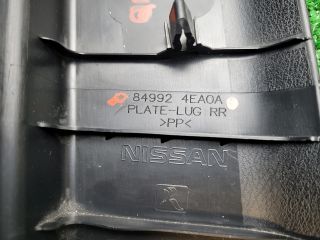 84992 4EA0A
PLATE-LUG RR
>PP<
NISSAN